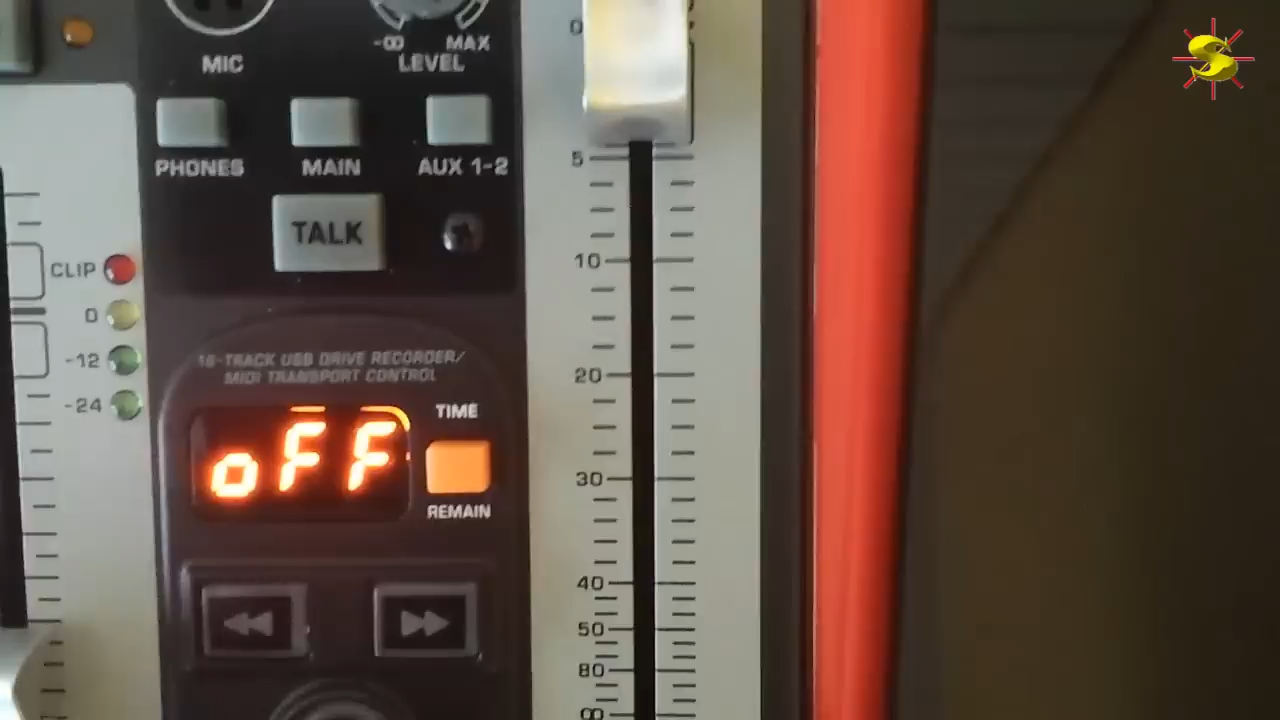 -∞ MAX
MIC LEVEL
PHONES MAIN AUX 1-2
TALK
CLIP
0
-12
-24
16-TRACK USB DRIVE RECORDER/
MIDI TRANSPORT CONTROL
TIME
oFF
REMAIN
0
5
10
20
30
40
50
80
∞
S